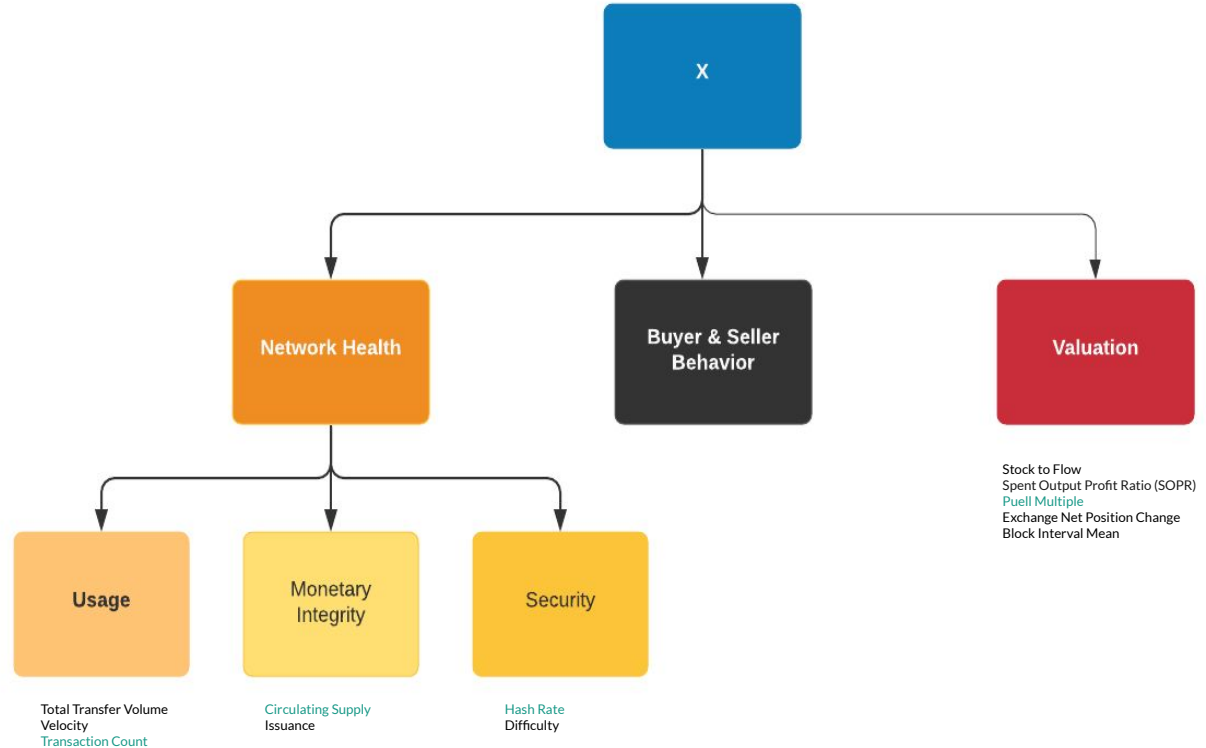 X
Network Health
Buyer & Seller
Behavior
Valuation
Stock to Flow
Spent Output Profit Ratio (SOPR)
Puell Multiple
Exchange Net Position Change
Block Interval Mean
Usage
Monetary
Integrity
Security
Total Transfer Volume
Velocity
Transaction Count
Circulating Supply
Issuance
Hash Rate
Difficulty